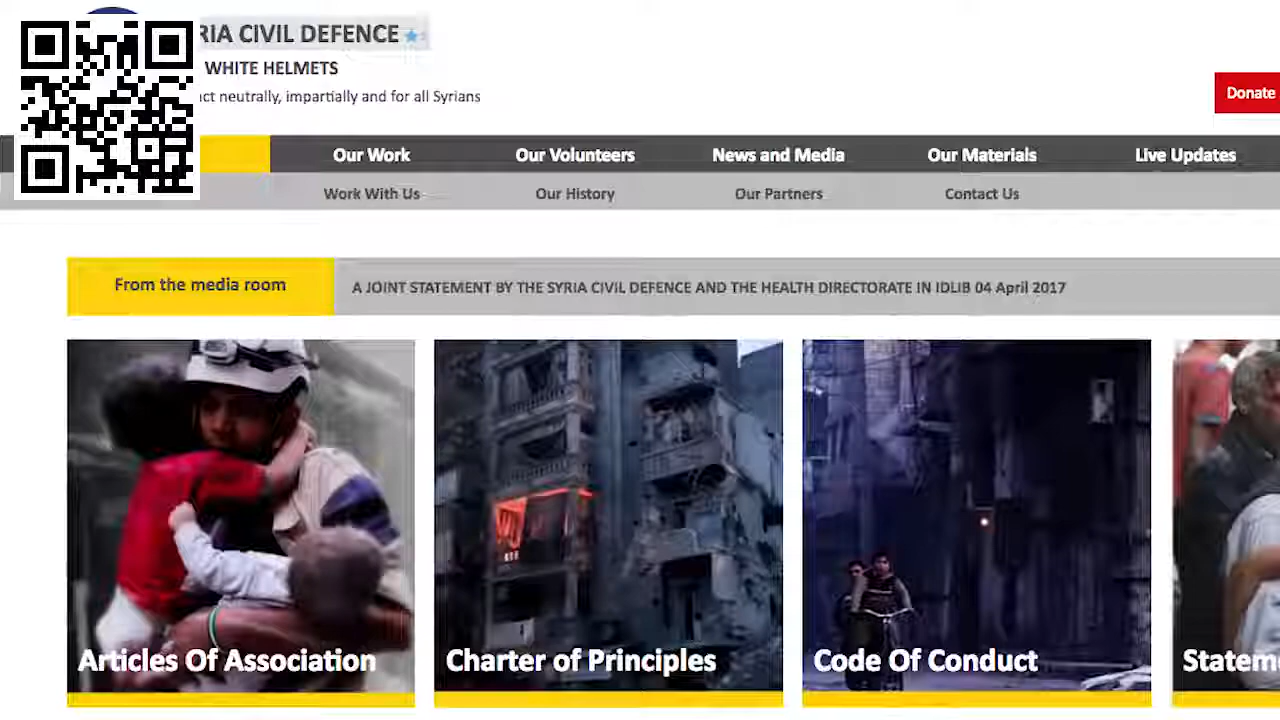 RIA CIVIL DEFENCE
WHITE HELMETS
act neutrally, impartially and for all Syrians
Donate
Our Work
Our Volunteers
News and Media
Our Materials
Live Updates
Work With Us
Our History
Our Partners
Contact Us
From the media room
A JOINT STATEMENT BY THE SYRIA CIVIL DEFENCE AND THE HEALTH DIRECTORATE IN IDLIB 04 April 2017
Articles Of Association
Charter of Principles
Code Of Conduct
Statem